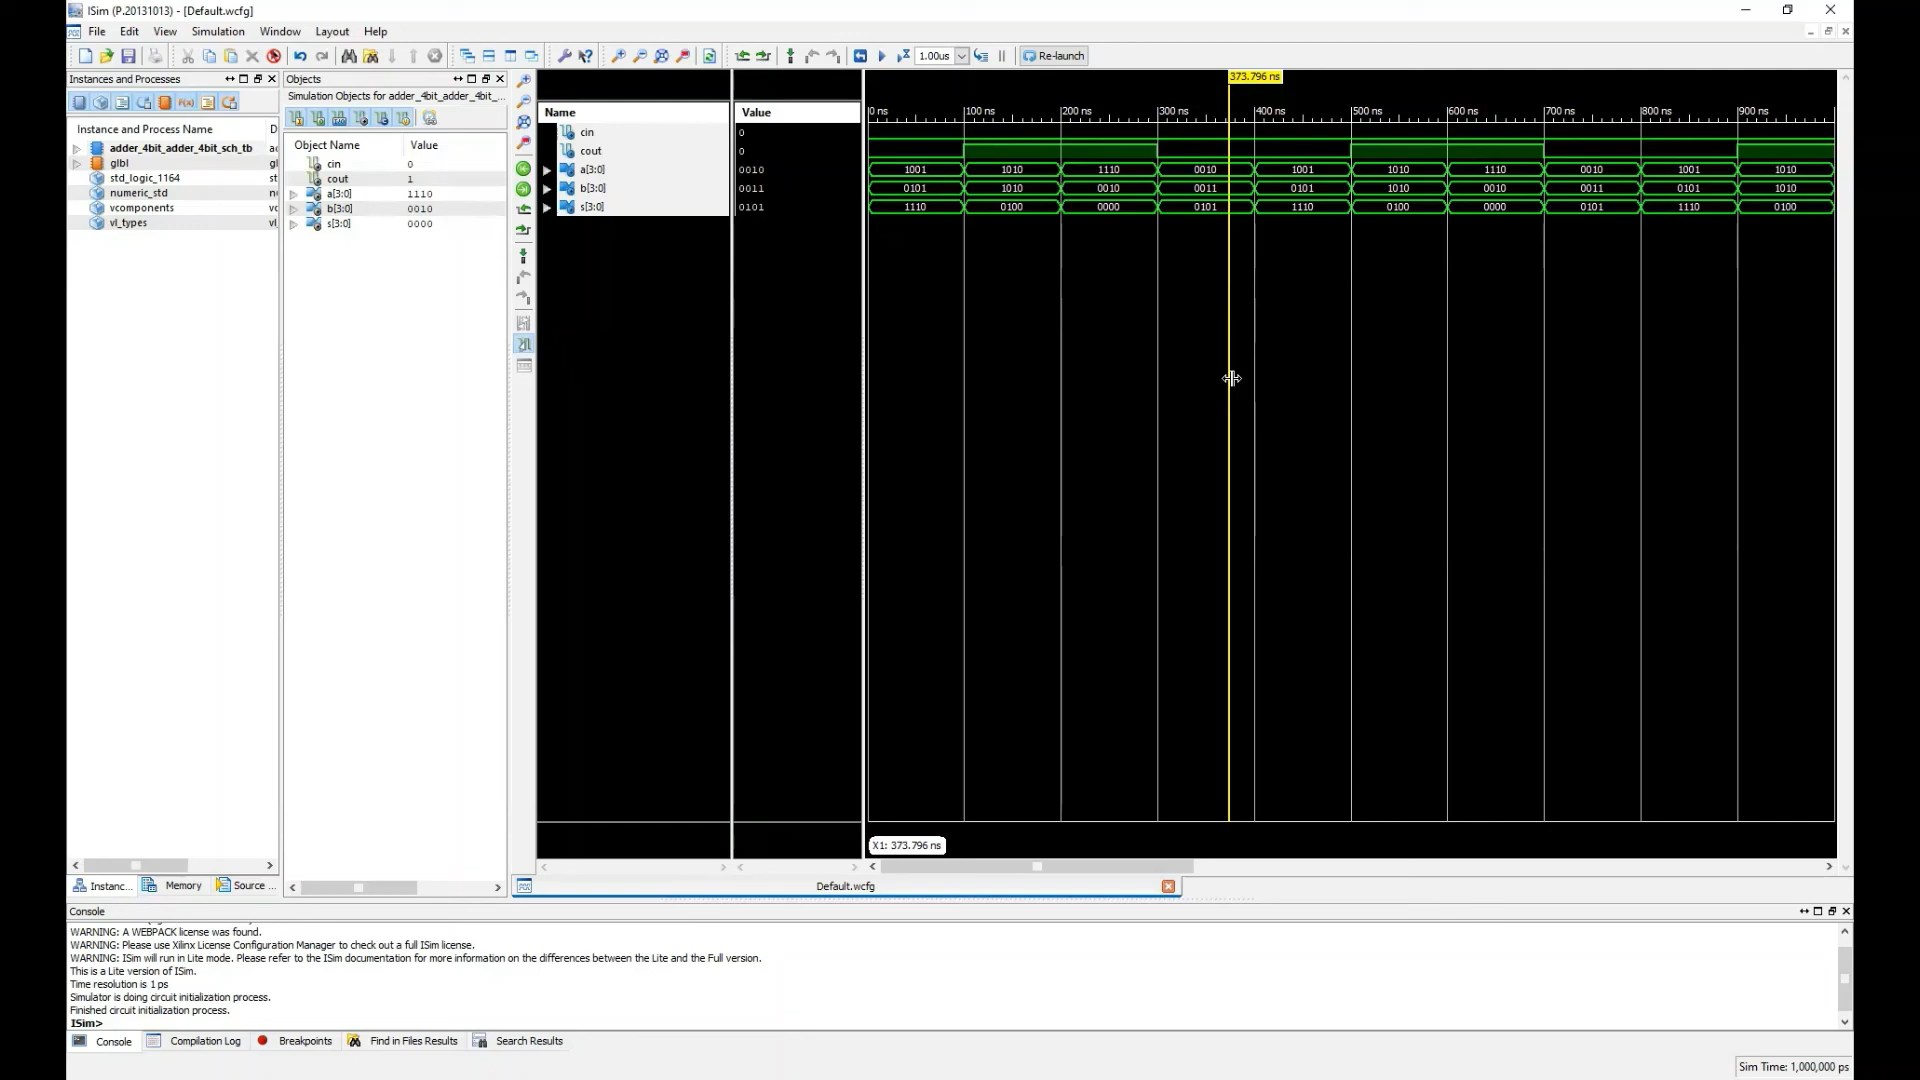 ISim (P.20131013) - [Default.wcfg]
File Edit View Simulation Window Layout Help
1.00us Re-launch
Instances and Processes
Instance and Process Name D
adder_4bit_adder_4bit_sch_tb ac
glbl gl
std_logic_1164 st
numeric_std n
vcomponents vc
vl_types vl_
Instanc... Memory Source ...
Objects
Simulation Objects for adder_4bit_adder_4bit_...
Object Name Value
cin 0
cout 1
a[3:0] 1110
b[3:0] 0010
s[3:0] 0000
373.796 ns
Name Value 0 ns 100 ns 200 ns 300 ns 400 ns 500 ns 600 ns 700 ns 800 ns 900 ns
cin 0
cout 0
a[3:0] 0010 1001 1010 1110 0010 1001 1010 1110 0010 1001 1010
b[3:0] 0011 0101 1010 0010 0011 0101 1010 0010 0011 0101 1010
s[3:0] 0101 1110 0100 0000 0101 1110 0100 0000 0101 1110 0100
X1: 373.796 ns
Default.wcfg
Console
WARNING: A WEBPACK license was found.
WARNING: Please use Xilinx License Configuration Manager to check out a full ISim license.
WARNING: ISim will run in Lite mode. Please refer to the ISim documentation for more information on the differences between the Lite and the Full version.
This is a Lite version of ISim.
Time resolution is 1 ps
Simulator is doing circuit initialization process.
Finished circuit initialization process.
ISim>
Console Compilation Log Breakpoints Find in Files Results Search Results
Sim Time: 1,000,000 ps